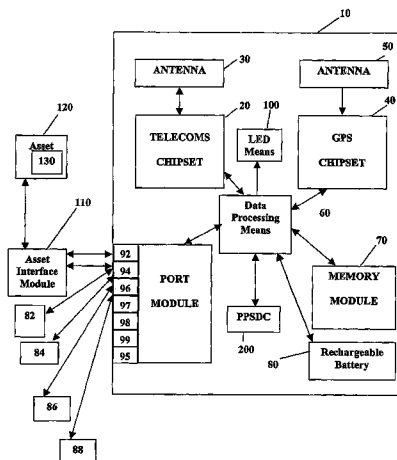 10
30
50
ANTENNA
ANTENNA
120
20
100
40
Asset
130
TELECOMS
CHIPSET
LED
Means
GPS
CHIPSET
110
60
Data
Processing
Means
70
Asset
Interface
Module
92
94
96
97
98
99
95
PORT
MODULE
MEMORY
MODULE
82
84
PPSDC
200
80
Rechargeable
Battery
86
88